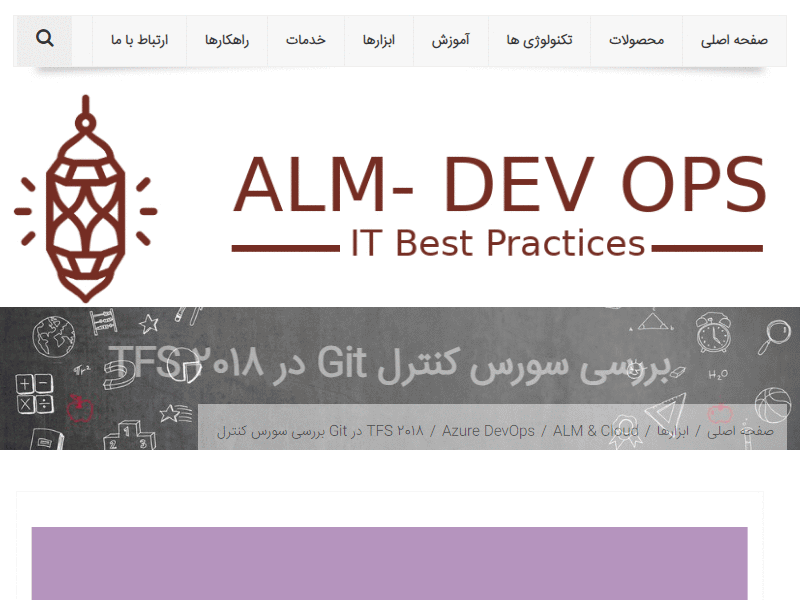 صفحه اصلی محصولات تکنولوژی ها آموزش ابزارها خدمات راهکارها ارتباط با ما
ALM- DEV OPS
IT Best Practices
بررسی سورس کنترل Git در TFS ۲۰۱۸
صفحه اصلی / ابزارها / ALM & Cloud / Azure DevOps / بررسی سورس کنترل Git در TFS ۲۰۱۸